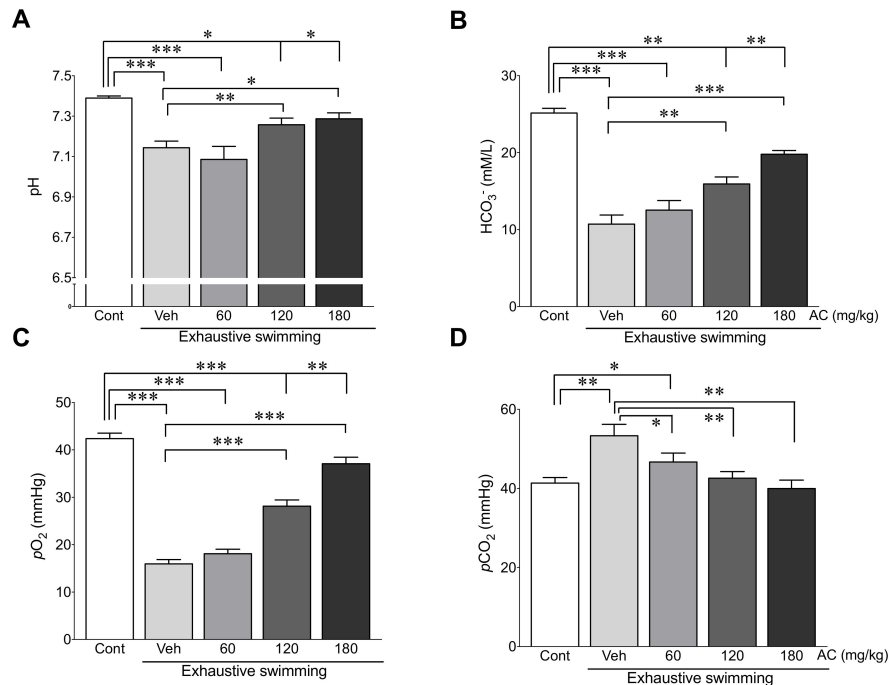 A
* *
***
***
*
**
7.5
7.3
7.1
6.9
6.7
6.5
0
pH
Cont Veh 60 120 180
Exhaustive swimming
B
** **
***
***
***
**
30
20
10
0
HCO3- (mM/L)
Cont Veh 60 120 180 AC (mg/kg)
Exhaustive swimming
C
*** **
***
***
***
***
50
40
30
20
10
0
pO2 (mmHg)
Cont Veh 60 120 180
Exhaustive swimming
D
*
**
**
* **
60
40
20
0
pCO2 (mmHg)
Cont Veh 60 120 180 AC (mg/kg)
Exhaustive swimming